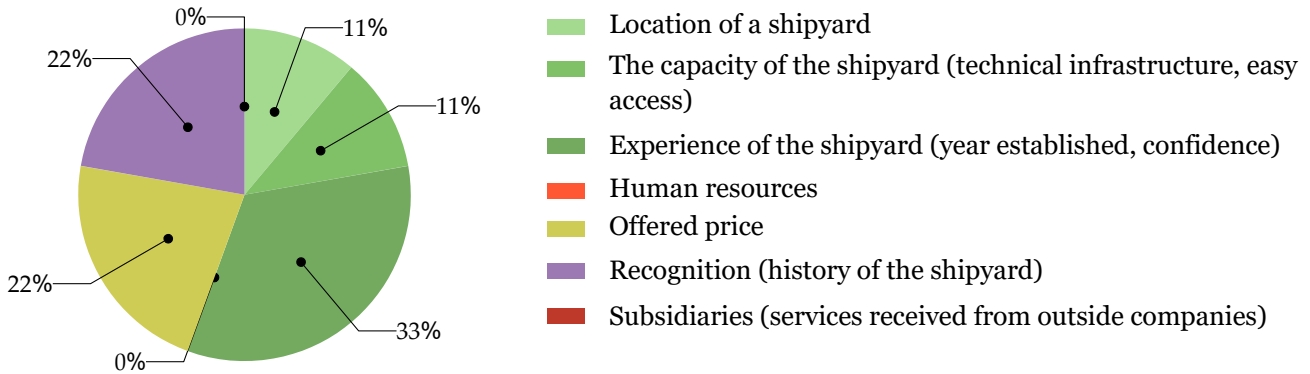 0%
11%
22%
11%
22%
33%
0%
Location of a shipyard
The capacity of the shipyard (technical infrastructure, easy
access)
Experience of the shipyard (year established, confidence)
Human resources
Offered price
Recognition (history of the shipyard)
Subsidiaries (services received from outside companies)